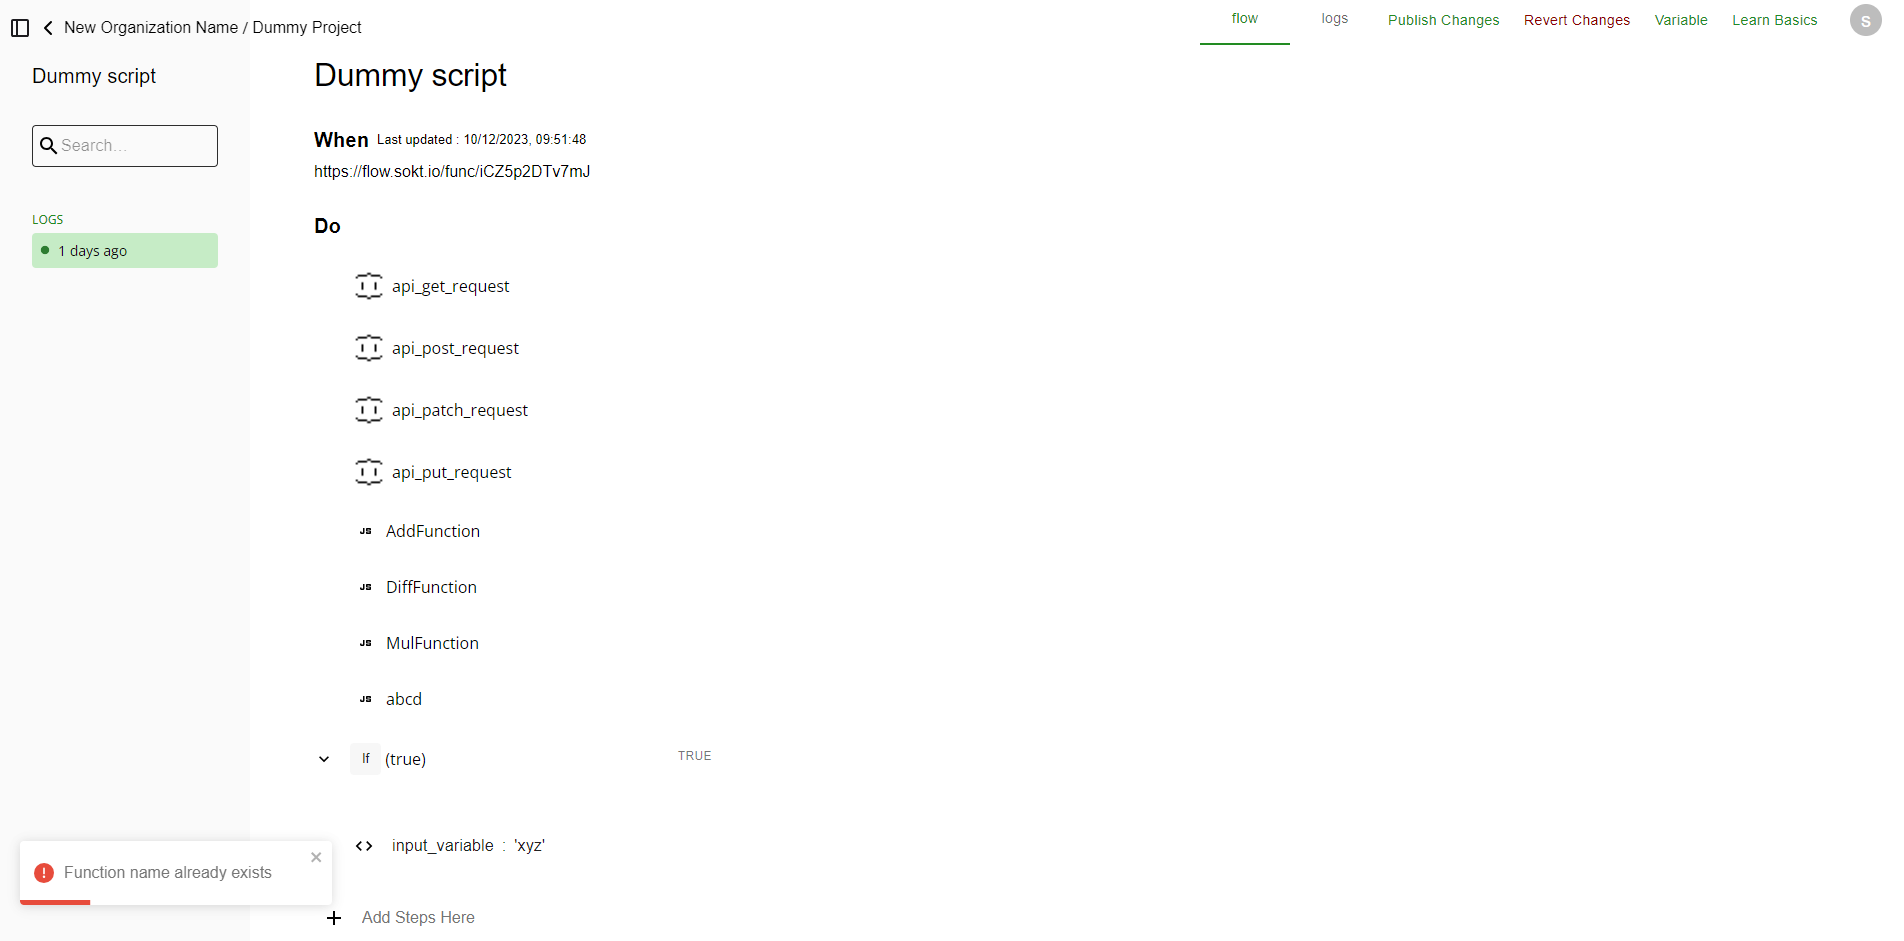 New Organization Name / Dummy Project
flow
logs
Publish Changes
Revert Changes
Variable
Learn Basics
S
Dummy script
Search...
LOGS
1 days ago
Dummy script
When Last updated : 10/12/2023, 09:51:48
https://flow.sokt.io/func/iCZ5p2DTv7mJ
Do
api_get_request
api_post_request
api_patch_request
api_put_request
JS AddFunction
JS DiffFunction
JS MulFunction
JS abcd
If (true) TRUE
input_variable : 'xyz'
Add Steps Here
Function name already exists